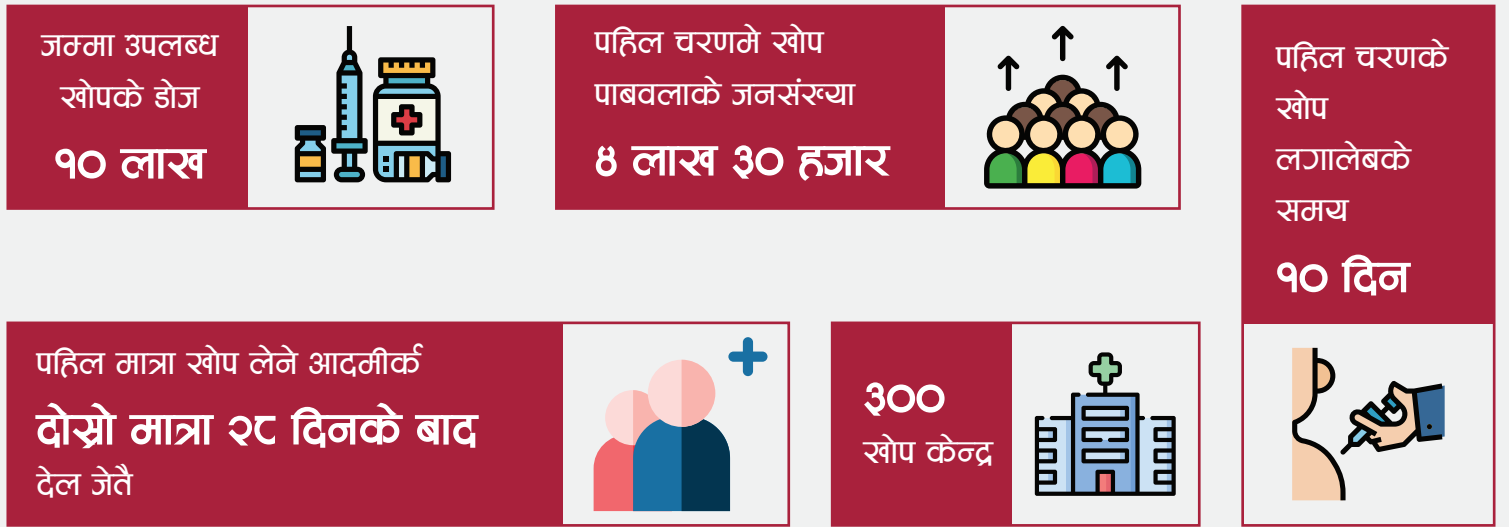 जम्मा उपलब्ध
खोपके डोज
१० लाख
पहिल चरणमे खोप
पाबवलाके जनसंख्या
४ लाख ३० हजार
पहिल चरणके
खोप
लगालेबके
समय
१० दिन
पहिल मात्रा खोप लेने आदमीर्क
दोस्रो मात्रा २८ दिनके बाद
देल जेतै
३००
खोप केन्द्र